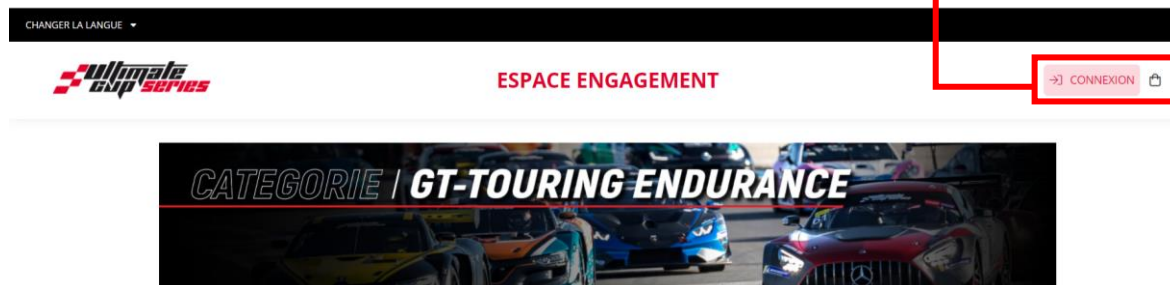 CHANGER LA LANGUE
ultimate
cup series
ESPACE ENGAGEMENT
CONNEXION
CATEGORIE | GT-TOURING ENDURANCE